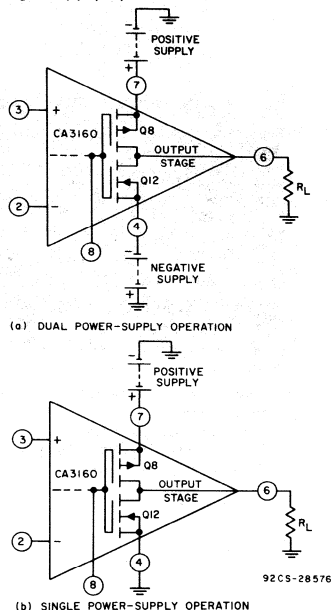 -
POSITIVE
SUPPLY
+
7
3
+
CA3160
Q8
OUTPUT
STAGE
6
Q12
2
-
8
4
RL
-
NEGATIVE
SUPPLY
+
(a) DUAL POWER-SUPPLY OPERATION
-
POSITIVE
SUPPLY
+
7
3
+
CA3160
Q8
OUTPUT
STAGE
6
Q12
2
-
8
4
RL
92CS-28576
(b) SINGLE POWER-SUPPLY OPERATION